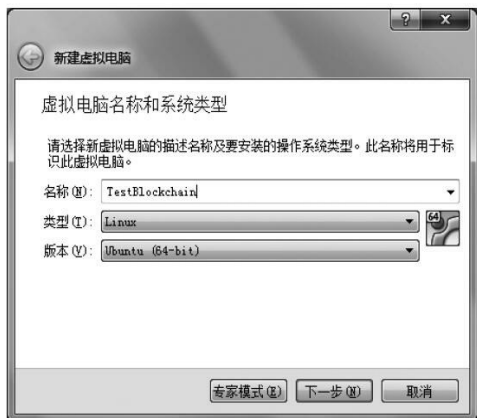 新建虚拟电脑
虚拟电脑名称和系统类型
请选择新虚拟电脑的描述名称及要安装的操作系统类型。此名称将用于标
识此虚拟电脑。
名称(N): TestBlockchain
类型(T): Linux
64
版本(V): Ubuntu (64-bit)
专家模式(E) 下一步(N) 取消